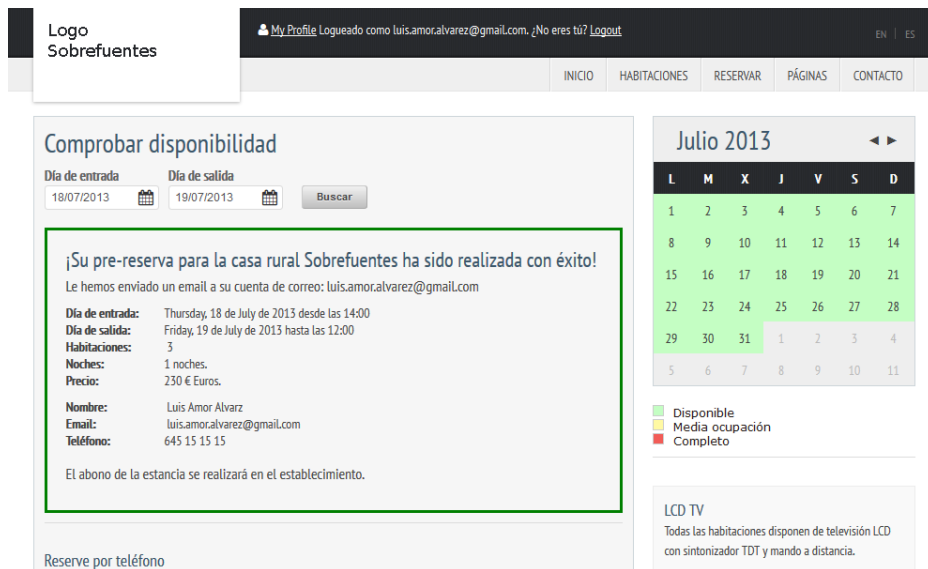 Logo
Sobrefuentes
My Profile Logueado como luis.amor.alvarez@gmail.com. ¿No eres tú? Logout
EN | ES
INICIO HABITACIONES RESERVAR PÁGINAS CONTACTO
Comprobar disponibilidad
Día de entrada Día de salida
18/07/2013 19/07/2013 Buscar
¡Su pre-reserva para la casa rural Sobrefuentes ha sido realizada con éxito!
Le hemos enviado un email a su cuenta de correo: luis.amor.alvarez@gmail.com
Día de entrada: Thursday, 18 de July de 2013 desde las 14:00
Día de salida: Friday, 19 de July de 2013 hasta las 12:00
Habitaciones: 3
Noches: 1 noches.
Precio: 230 € Euros.
Nombre: Luis Amor Alvarz
Email: luis.amor.alvarez@gmail.com
Teléfono: 645 15 15 15
El abono de la estancia se realizará en el establecimiento.
Reserve por teléfono
Julio 2013
L M X J V S D
1 2 3 4 5 6 7
8 9 10 11 12 13 14
15 16 17 18 19 20 21
22 23 24 25 26 27 28
29 30 31 1 2 3 4
5 6 7 8 9 10 11
Disponible
Media ocupación
Completo
LCD TV
Todas las habitaciones disponen de televisión LCD
con sintonizador TDT y mando a distancia.